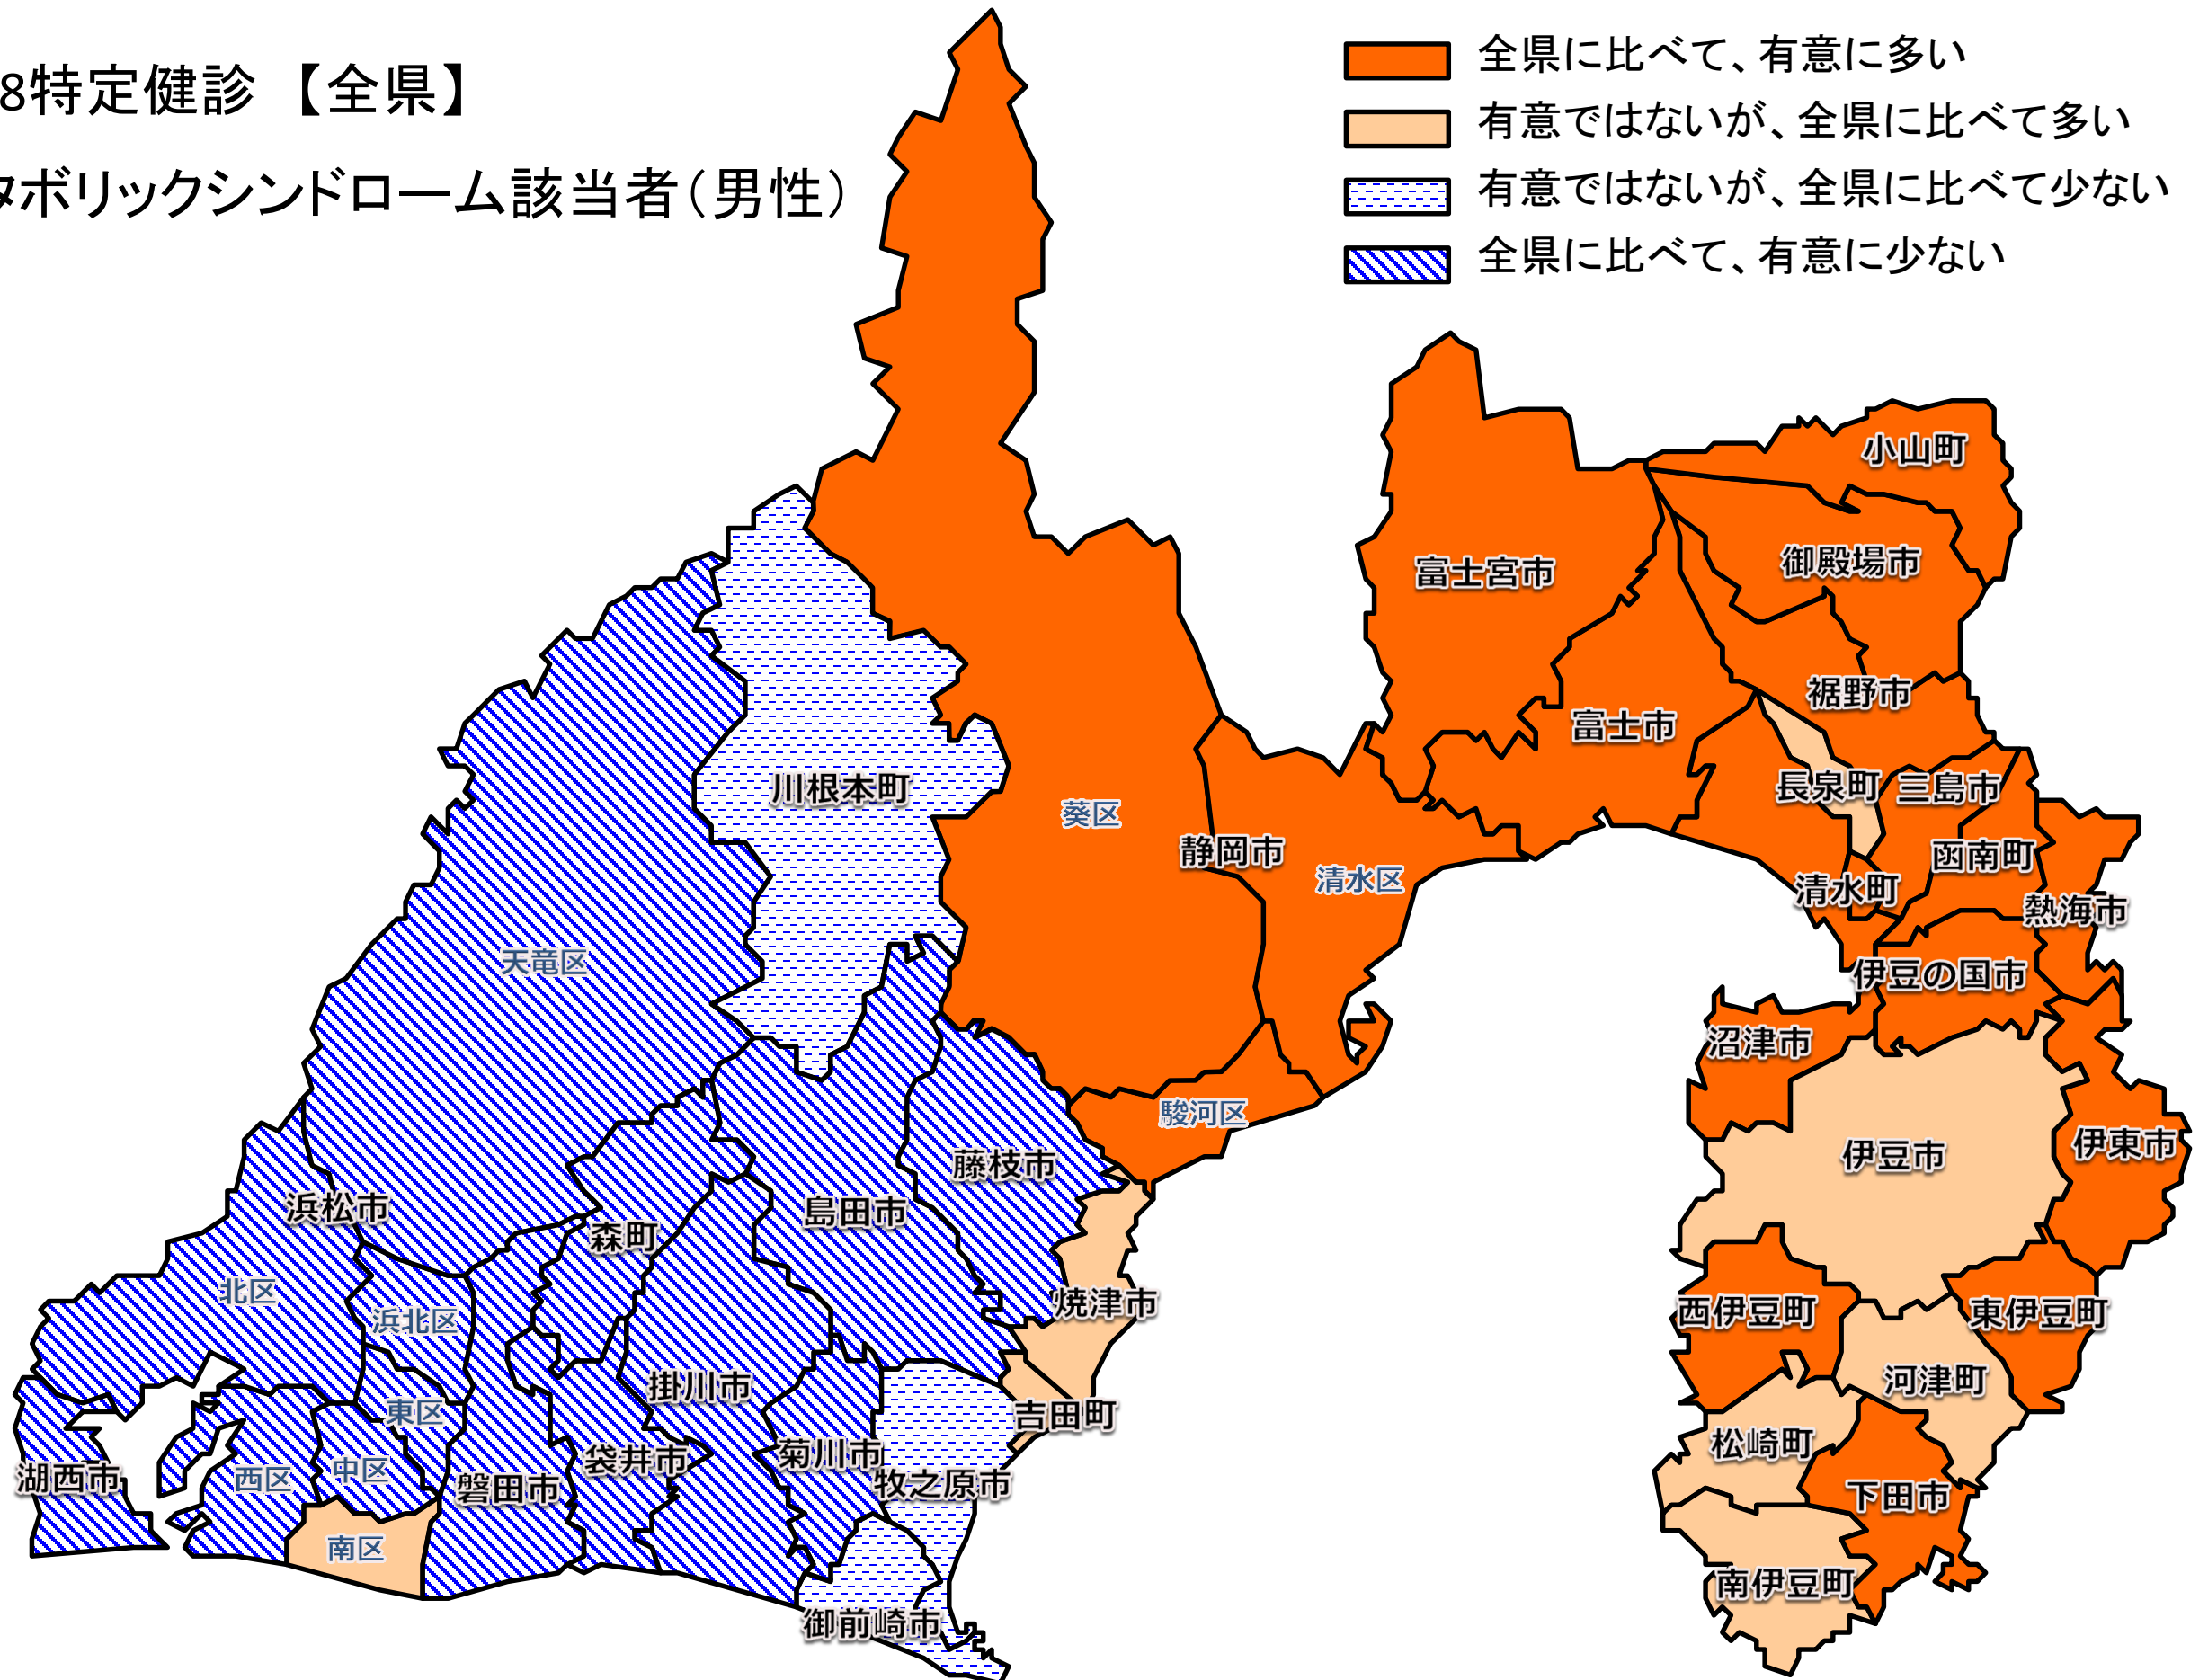 8特定健診 【全県】
タボリックシンドローム該当者(男性)
全県に比べて、有意に多い
有意ではないが、全県に比べて多い
有意ではないが、全県に比べて少ない
全県に比べて、有意に少ない
小山町
御殿場市
富士宮市
裾野市
富士市
長泉町
三島市
川根本町
葵区
静岡市
清水区
函南町
清水町
熱海市
天竜区
伊豆の国市
沼津市
駿河区
伊東市
伊豆市
藤枝市
浜松市
島田市
森町
北区
浜北区
焼津市
西伊豆町
東伊豆町
掛川市
河津町
東区
吉田町
松崎町
袋井市
菊川市
中区
湖西市
西区
磐田市
牧之原市
下田市
南区
南伊豆町
御前崎市